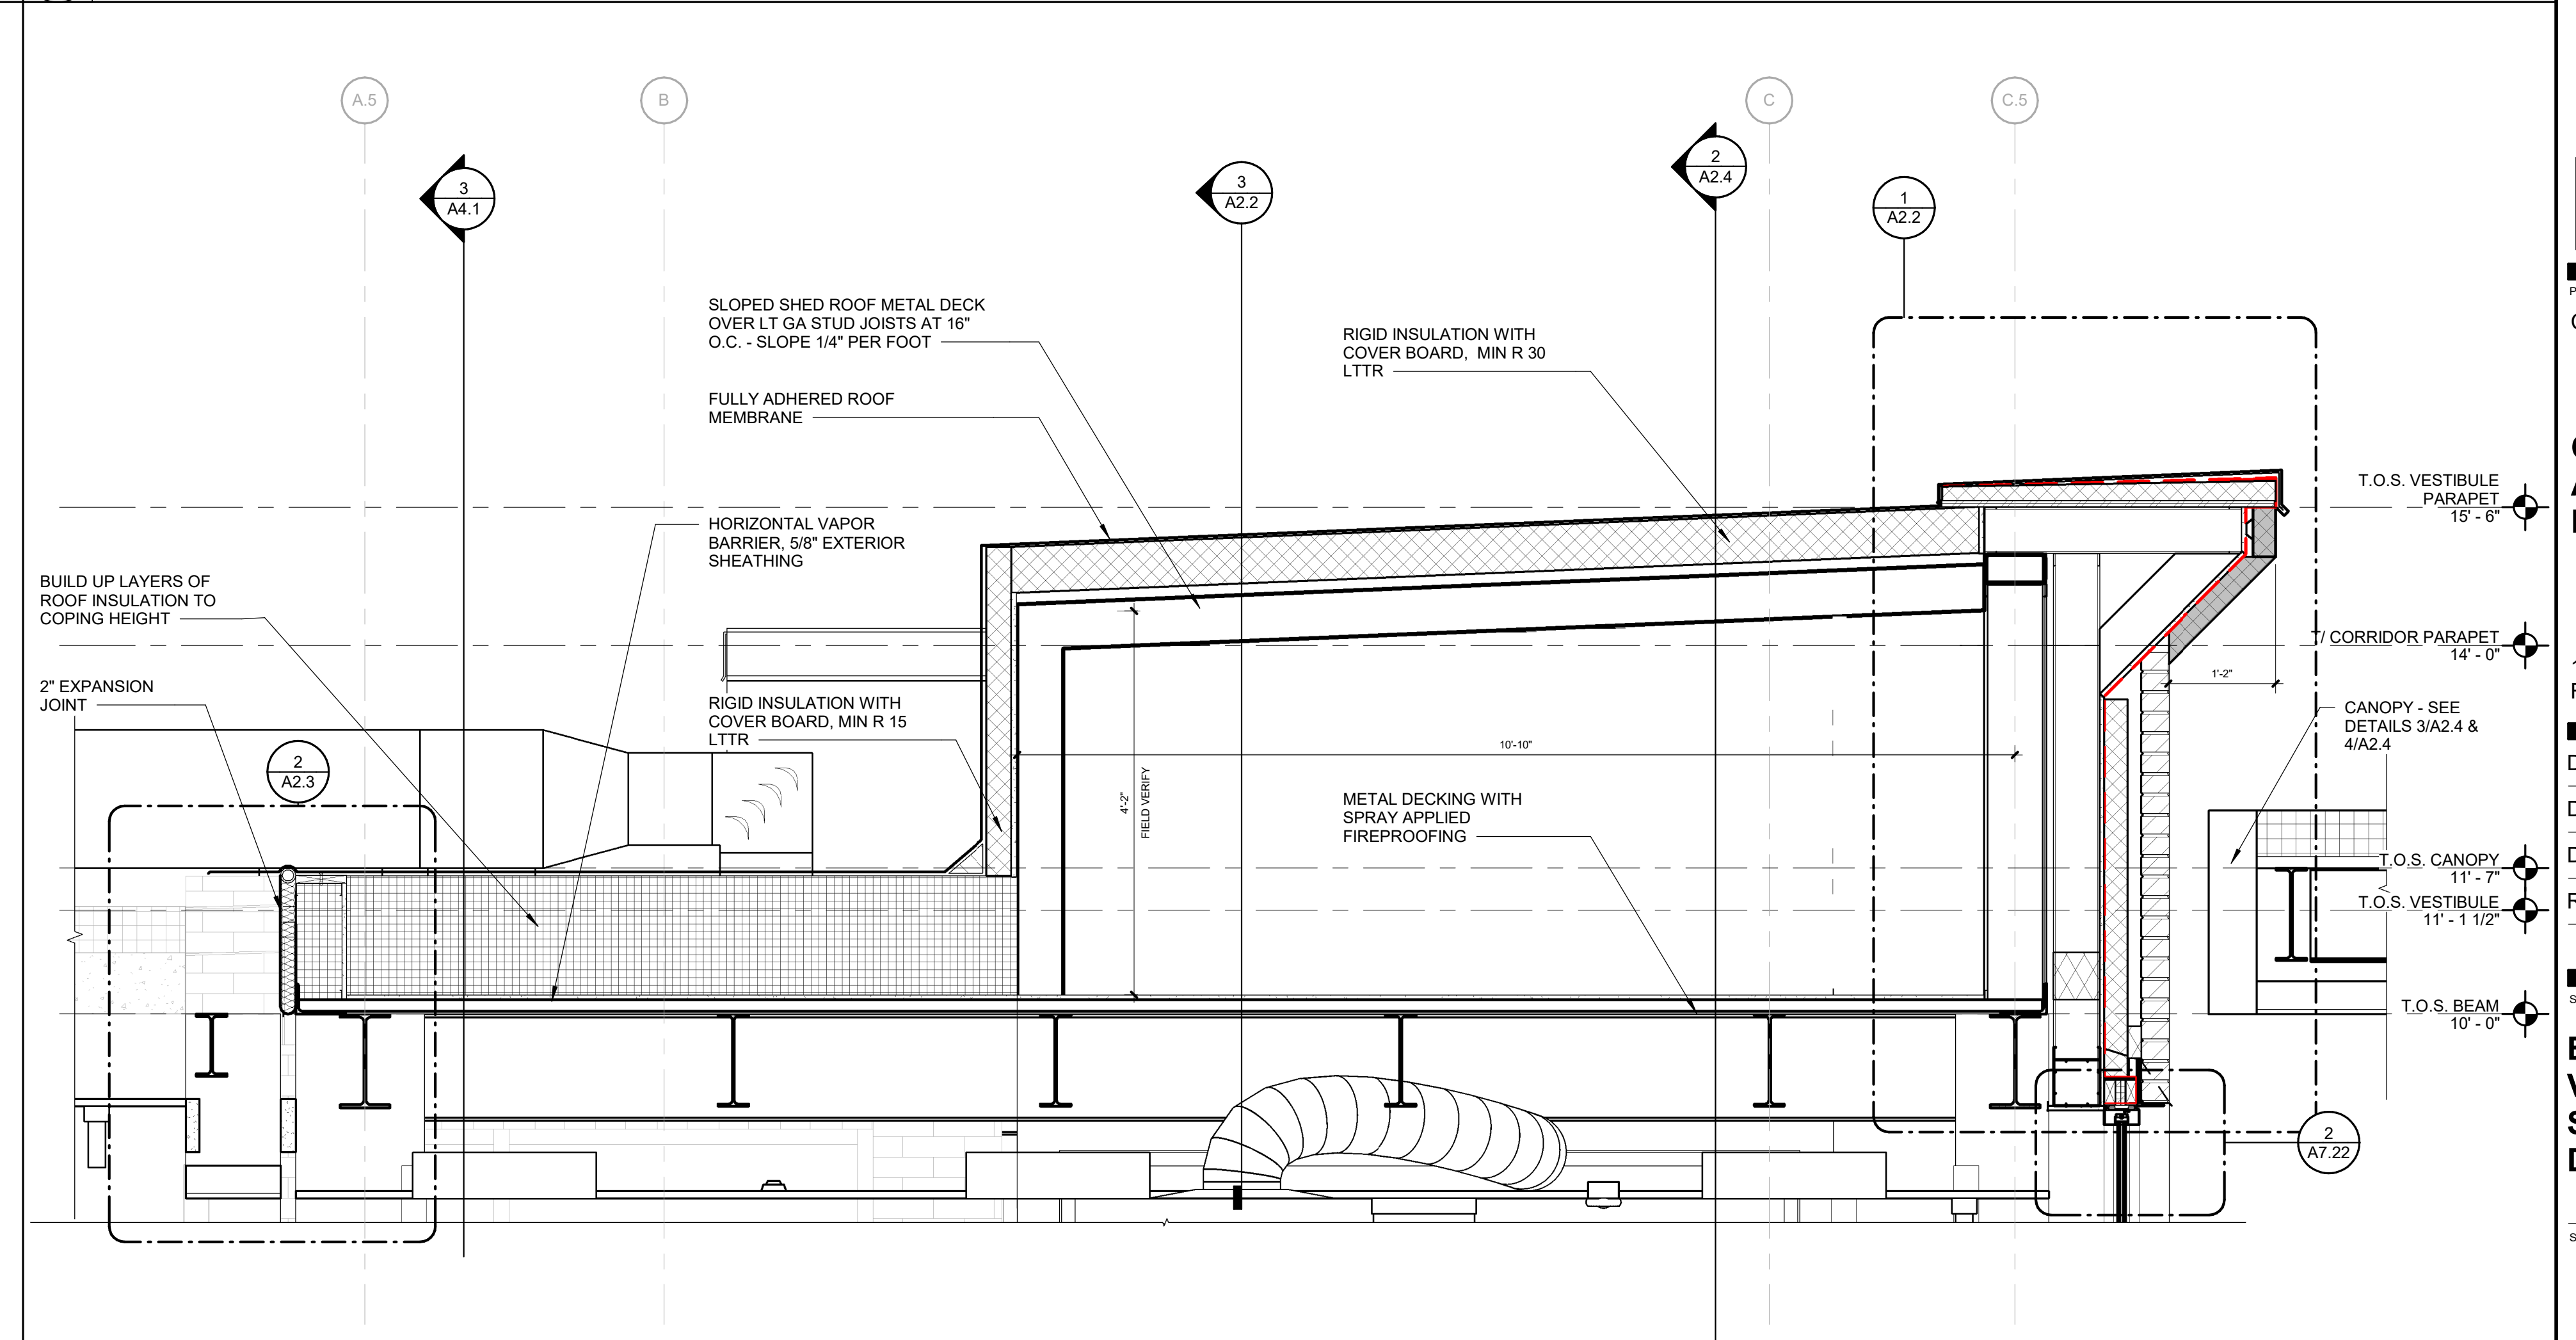 A.5
B
C
C.5
3
A4.1
3
A2.2
2
A2.4
1
A2.2
SLOPED SHED ROOF METAL DECK
OVER LT GA STUD JOISTS AT 16"
O.C. - SLOPE 1/4" PER FOOT
RIGID INSULATION WITH
COVER BOARD,  MIN R 30
LTTR
FULLY ADHERED ROOF
MEMBRANE
T.O.S. VESTIBULE
PARAPET
15' - 6"
HORIZONTAL VAPOR
BARRIER, 5/8" EXTERIOR
SHEATHING
BUILD UP LAYERS OF
ROOF INSULATION TO
COPING HEIGHT
T/ CORRIDOR PARAPET
14' - 0"
1'-2"
2" EXPANSION
JOINT
RIGID INSULATION WITH
COVER BOARD, MIN R 15
LTTR
CANOPY - SEE
DETAILS 3/A2.4 &
4/A2.4
10'-10"
2
A2.3
4'-2"
FIELD VERIFY
METAL DECKING WITH
SPRAY APPLIED
FIREPROOFING
T.O.S. CANOPY
11' - 7"
T.O.S. VESTIBULE
11' - 1 1/2"
T.O.S. BEAM
10' - 0"
2
A7.22